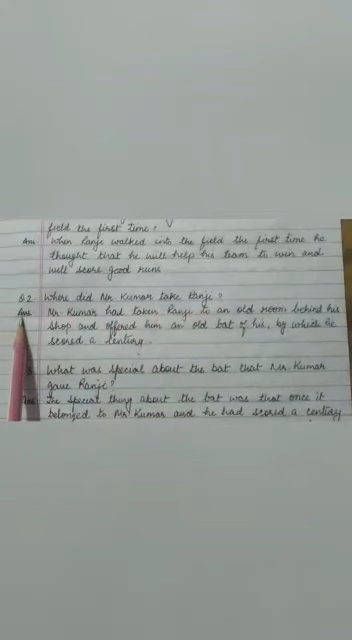 field the first time?
Ans When Ranji walked into the field the first time he
thought that he will help his team to win and
will score good runs
Q2 Where did Mr. Kumar take Ranji?
Ans Mr. Kumar had taken Ranji to an old room behind his
shop and offered him an old bat of his, by which he
scored a century.
What was special about the bat that Mr. Kumar
gave Ranji?
Ans The special thing about the bat was that once it
belonged to Mr Kumar and he had scored a century